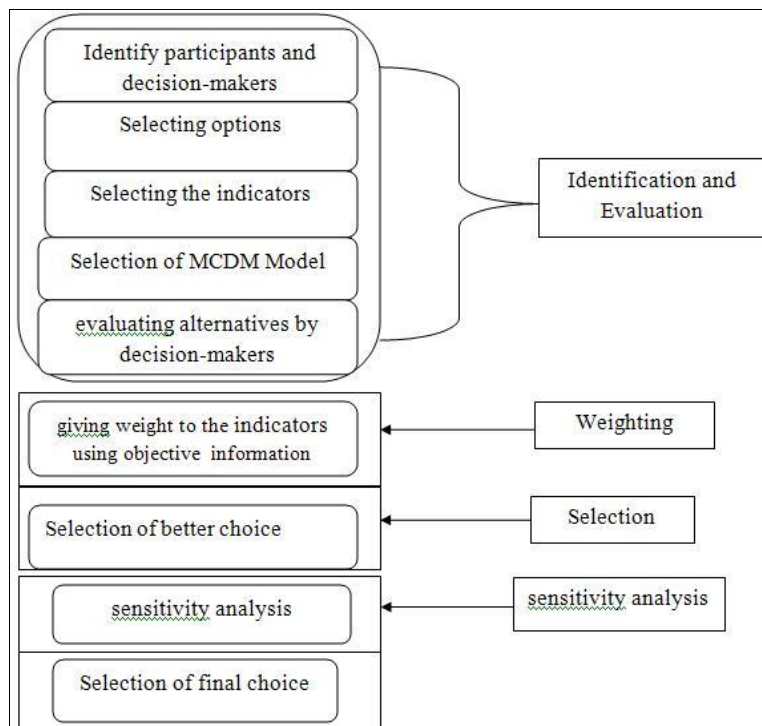 Identify participants and
decision-makers
Selecting options
Selecting the indicators
Selection of MCDM Model
evaluating alternatives by
decision-makers
Identification and
Evaluation
giving weight to the indicators
using objective information
Weighting
Selection of better choice
Selection
sensitivity analysis
sensitivity analysis
Selection of final choice